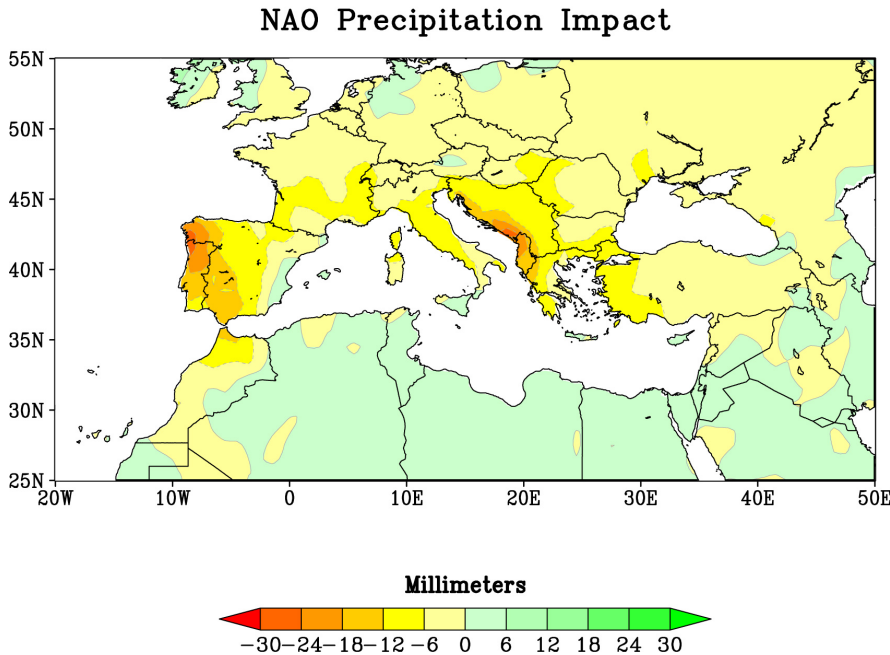 NAO Precipitation Impact
55N
50N
45N
40N
35N
30N
25N
20W 10W 0 10E 20E 30E 40E 50E
Millimeters
−30 −24 −18 −12 −6 0 6 12 18 24 30